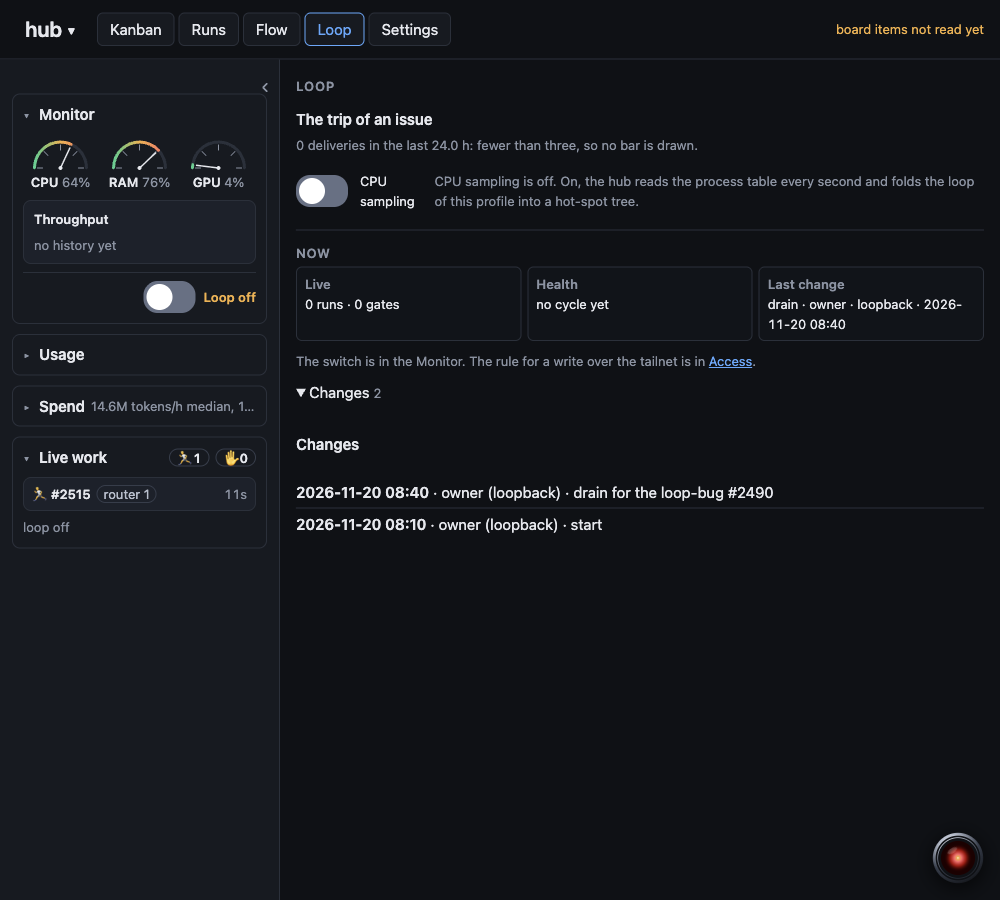 hub ▾
Kanban
Runs
Flow
Loop
Settings
board items not read yet
Monitor
CPU 64%
RAM 76%
GPU 4%
Throughput
no history yet
Loop off
Usage
Spend 14.6M tokens/h median, 1...
Live work 1 0
#2515 router 1 11s
loop off
LOOP
The trip of an issue
0 deliveries in the last 24.0 h: fewer than three, so no bar is drawn.
CPU
sampling
CPU sampling is off. On, the hub reads the process table every second and folds the loop
of this profile into a hot-spot tree.
NOW
Live
0 runs · 0 gates
Health
no cycle yet
Last change
drain · owner · loopback · 2026-
11-20 08:40
The switch is in the Monitor. The rule for a write over the tailnet is in Access.
▼ Changes 2
Changes
2026-11-20 08:40 · owner (loopback) · drain for the loop-bug #2490
2026-11-20 08:10 · owner (loopback) · start